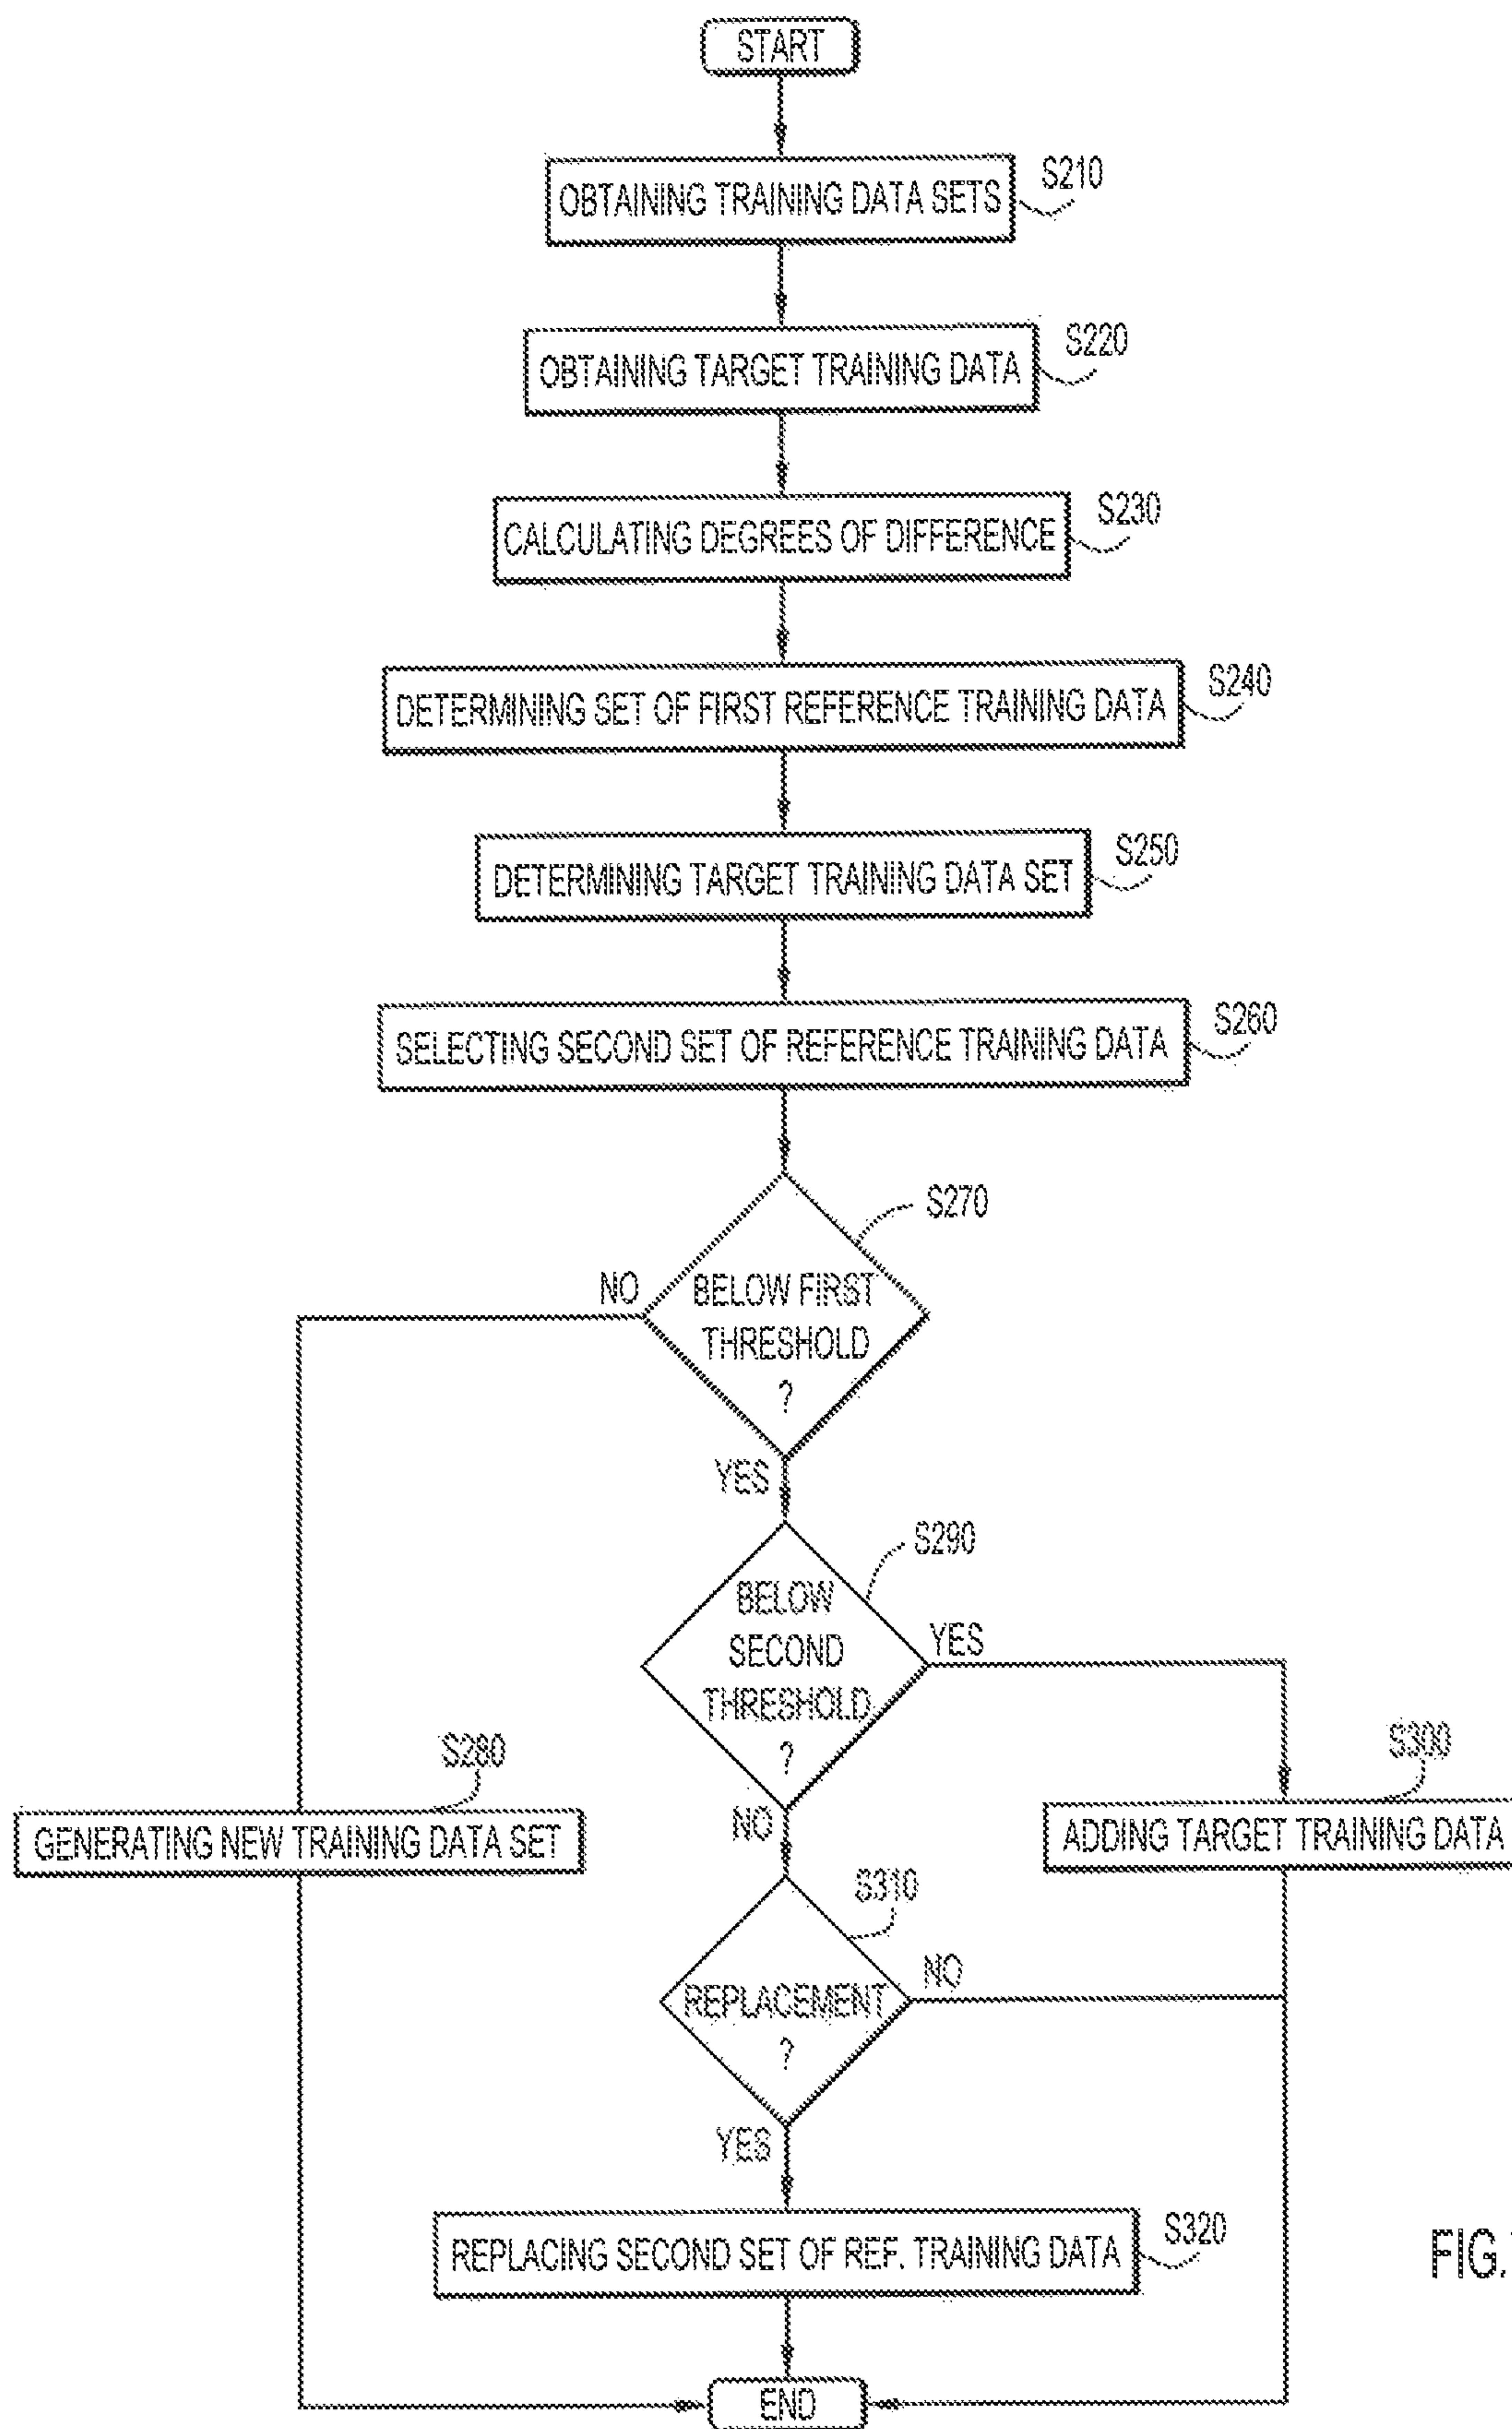 START
OBTAINING TRAINING DATA SETS
S210
OBTAINING TARGET TRAINING DATA
S220
CALCULATING DEGREES OF DIFFERENCE
S230
DETERMINING SET OF FIRST REFERENCE TRAINING DATA
S240
DETERMINING TARGET TRAINING DATA SET
S250
SELECTING SECOND SET OF REFERENCE TRAINING DATA
S260
S270
NO
BELOW FIRST
THRESHOLD
?
YES
S290
BELOW
SECOND
THRESHOLD
?
YES
S280
GENERATING NEW TRAINING DATA SET
NO
S300
ADDING TARGET TRAINING DATA
S310
REPLACEMENT
?
NO
YES
REPLACING SECOND SET OF REF. TRAINING DATA
S320
FIG.
END